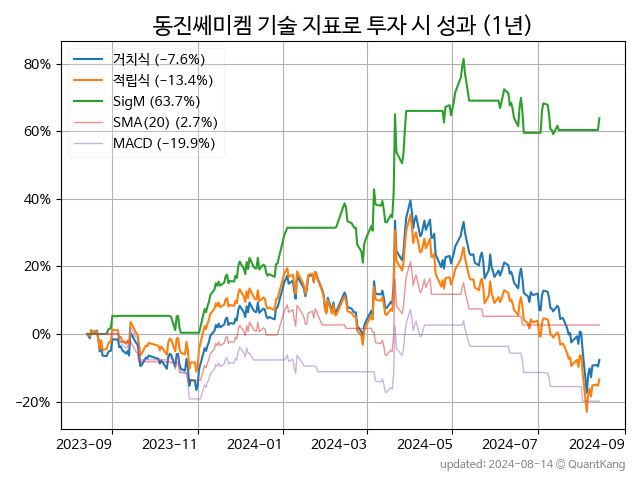 동진쎄미켐 기술 지표로 투자 시 성과 (1년)
거치식 (−7.6%)
적립식 (−13.4%)
SigM (63.7%)
SMA(20) (2.7%)
MACD (−19.9%)
80%
60%
40%
20%
0%
−20%
2023-09 2023-11 2024-01 2024-03 2024-05 2024-07 2024-09
updated: 2024-08-14 © QuantKang